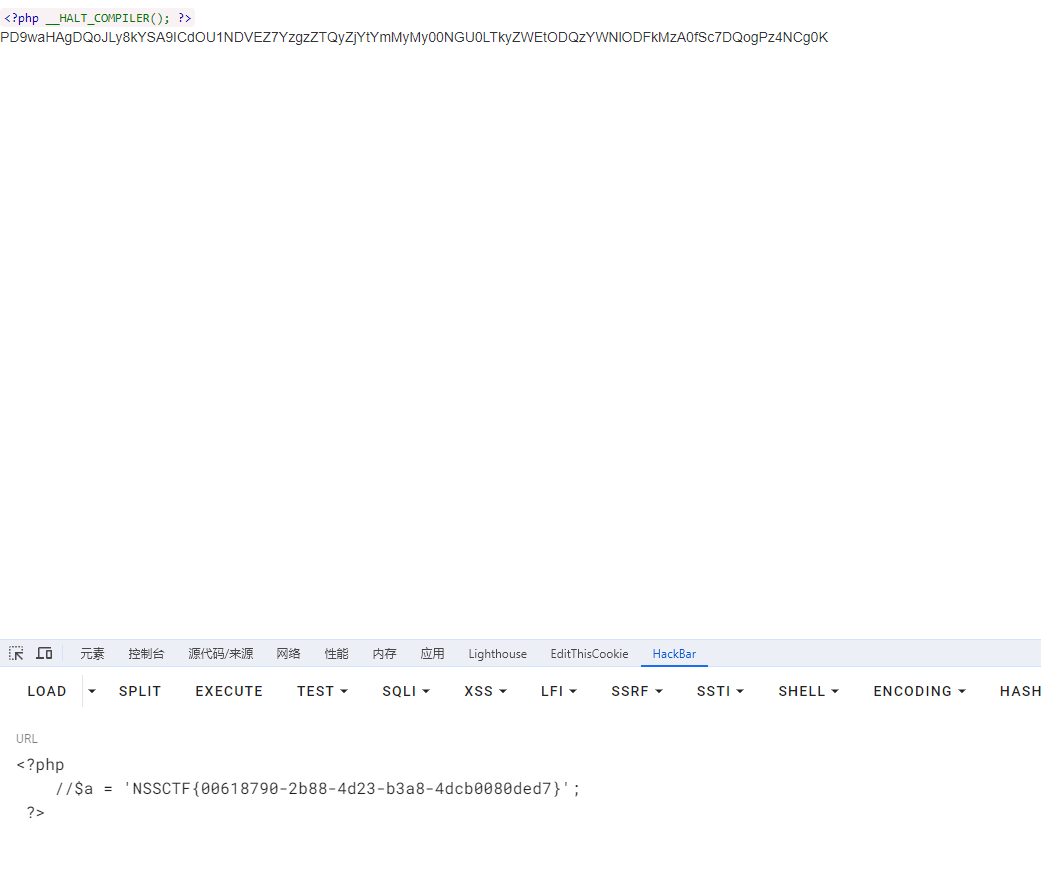 <?php __HALT_COMPILER(); ?>
PD9waHAgDQoJLy8kYSA9ICdOU1NDVEZ7YzgzZTQyZjYtYmMyMy00NGU0LTkyZWEtODQzYWNlODFkMzA0fSc7DQogPz4NCg0K
元素 控制台 源代码/来源 网络 性能 内存 应用 Lighthouse EditThisCookie HackBar
LOAD SPLIT EXECUTE TEST SQLI XSS LFI SSRF SSTI SHELL ENCODING HASH
URL
<?php
//$a = 'NSSCTF{00618790-2b88-4d23-b3a8-4dcb0080ded7}';
?>